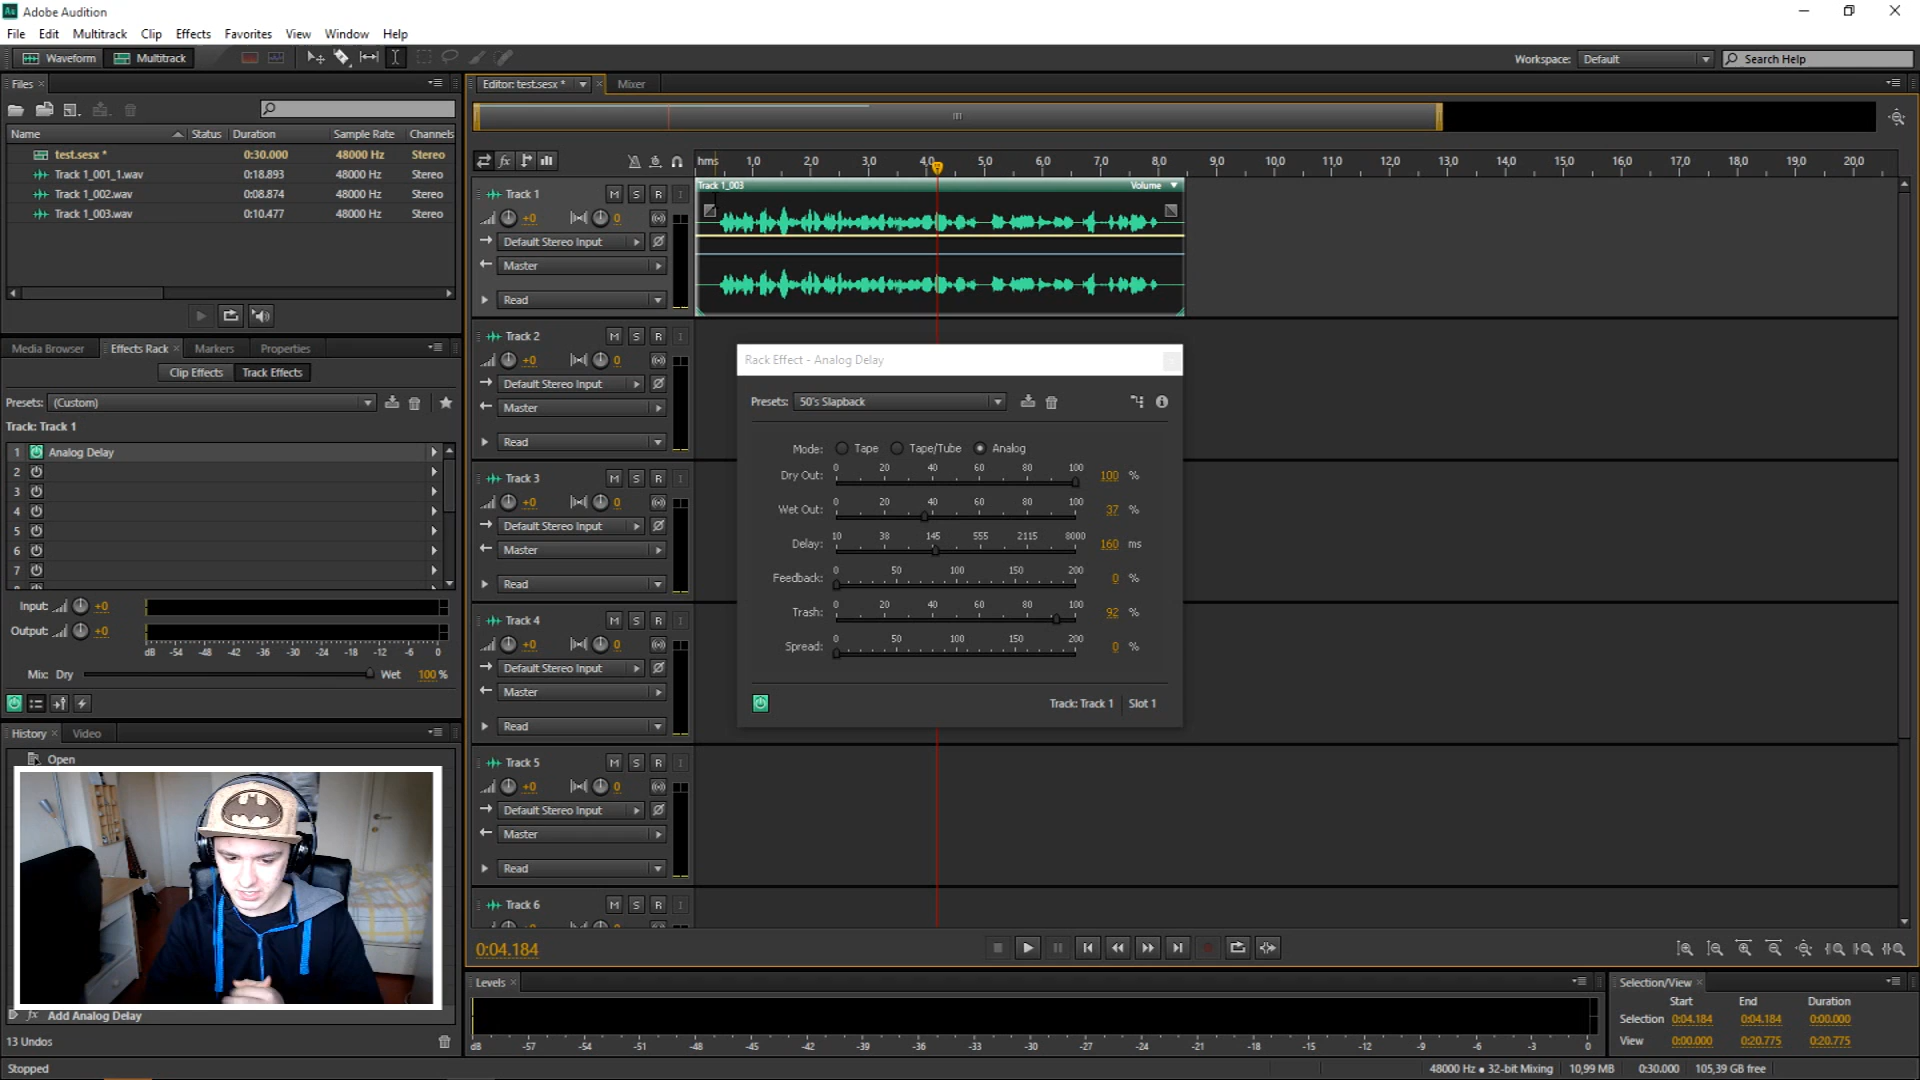 Adobe Audition
File Edit Multitrack Clip Effects Favorites View Window Help
Waveform Multitrack
Workspace: Default Search Help
Files
Name Status Duration Sample Rate Channels
test.sesx * 0:30.000 48000 Hz Stereo
Track 1_001_1.wav 0:18.893 48000 Hz Stereo
Track 1_002.wav 0:08.874 48000 Hz Stereo
Track 1_003.wav 0:10.477 48000 Hz Stereo
Media Browser Effects Rack Markers Properties
Clip Effects Track Effects
Presets: (Custom)
Track: Track 1
1 Analog Delay
2
3
4
5
6
7
Input: +0
Output: +0
dB -54 -48 -42 -36 -30 -24 -18 -12 -6 0
Mix: Dry Wet 100 %
History Video
Open
Add Analog Delay
13 Undos
Stopped
Editor: test.sesx * Mixer
hms 1,0 2,0 3,0 4,0 5,0 6,0 7,0 8,0 9,0 10,0 11,0 12,0 13,0 14,0 15,0 16,0 17,0 18,0 19,0 20,0
Track 1 M S R I
+0 0
Default Stereo Input
Master
Read
Track 1_003 Volume
Track 2 M S R I
+0 0
Default Stereo Input
Master
Read
Track 3 M S R I
+0 0
Default Stereo Input
Master
Read
Track 4 M S R I
+0 0
Default Stereo Input
Master
Read
Track 5 M S R I
+0 0
Default Stereo Input
Master
Read
Track 6 M S R I
Rack Effect - Analog Delay
Presets: 50's Slapback
Mode: Tape Tape/Tube Analog
0 20 40 60 80 100
Dry Out: 100 %
0 20 40 60 80 100
Wet Out: 37 %
10 38 145 555 2115 8000
Delay: 160 ms
0 50 100 150 200
Feedback: 0 %
0 20 40 60 80 100
Trash: 92 %
0 50 100 150 200
Spread: 0 %
Track: Track 1 Slot 1
0:04.184
Levels
dB -57 -54 -51 -48 -45 -42 -39 -36 -33 -30 -27 -24 -21 -18 -15 -12 -9 -6 -3 0
Selection/View
Start End Duration
Selection 0:04.184 0:04.184 0:00.000
View 0:00.000 0:20.775 0:20.775
48000 Hz • 32-bit Mixing 10,99 MB 0:30.000 105,39 GB free